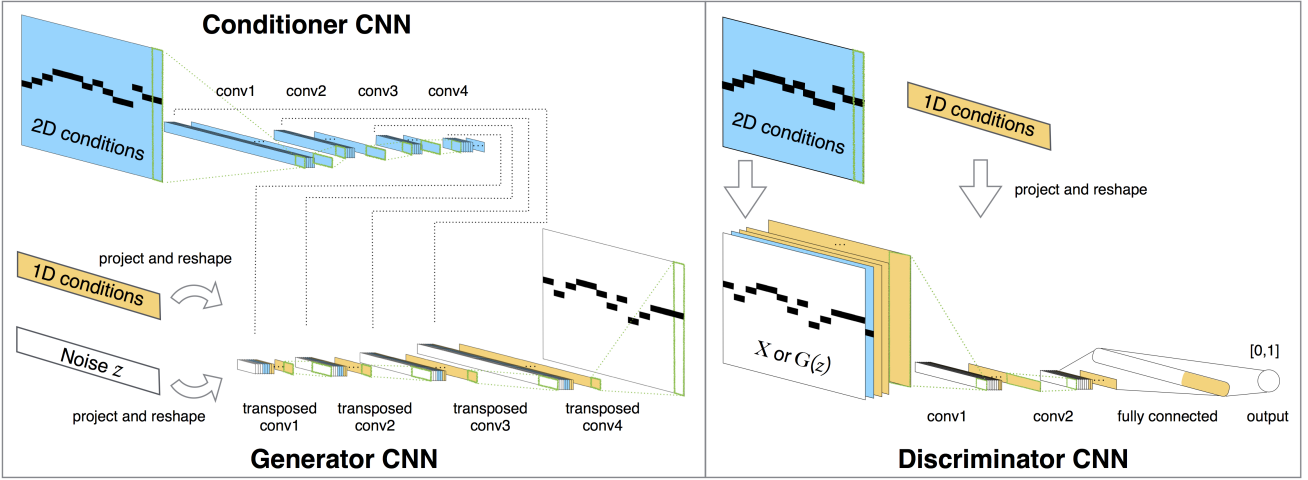 Conditioner CNN
conv1
conv2
conv3
conv4
2D conditions
project and reshape
1D conditions
Noise z
project and reshape
transposed
conv1
transposed
conv2
transposed
conv3
transposed
conv4
Generator CNN
2D conditions
1D conditions
project and reshape
X or G(z)
[0,1]
conv1
conv2
fully connected
output
Discriminator CNN